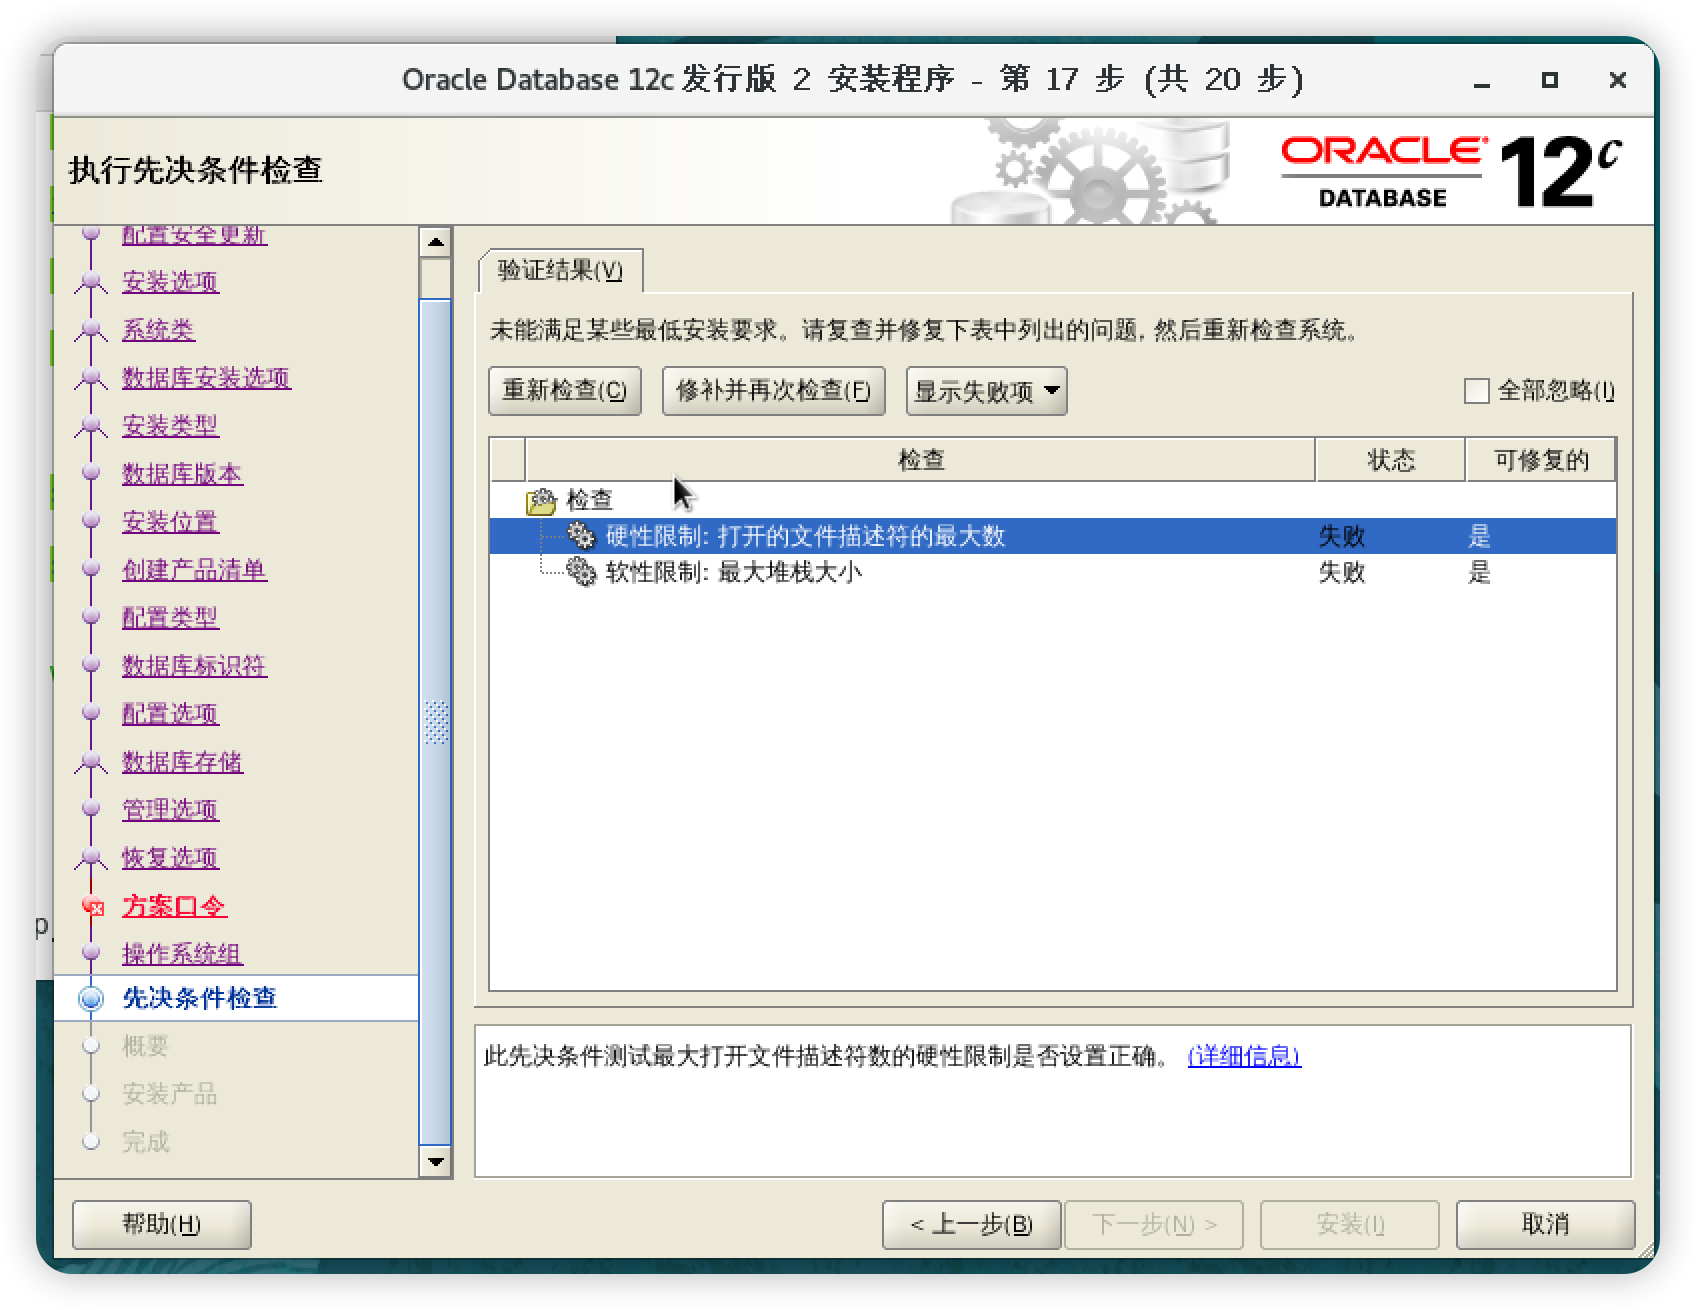 Oracle Database 12c 发行版 2 安装程序 - 第 17 步 (共 20 步)
执行先决条件检查
ORACLE
DATABASE
12c
配置安全更新
安装选项
系统类
数据库安装选项
安装类型
数据库版本
安装位置
创建产品清单
配置类型
数据库标识符
配置选项
数据库存储
管理选项
恢复选项
方案口令
操作系统组
先决条件检查
概要
安装产品
完成
验证结果(V)
未能满足某些最低安装要求。请复查并修复下表中列出的问题, 然后重新检查系统。
重新检查(C) 修补并再次检查(F) 显示失败项 全部忽略(I)
检查 状态 可修复的
检查
硬性限制: 打开的文件描述符的最大数 失败 是
软性限制: 最大堆栈大小 失败 是
此先决条件测试最大打开文件描述符数的硬性限制是否设置正确。 (详细信息)
帮助(H) < 上一步(B) 下一步(N) > 安装(I) 取消